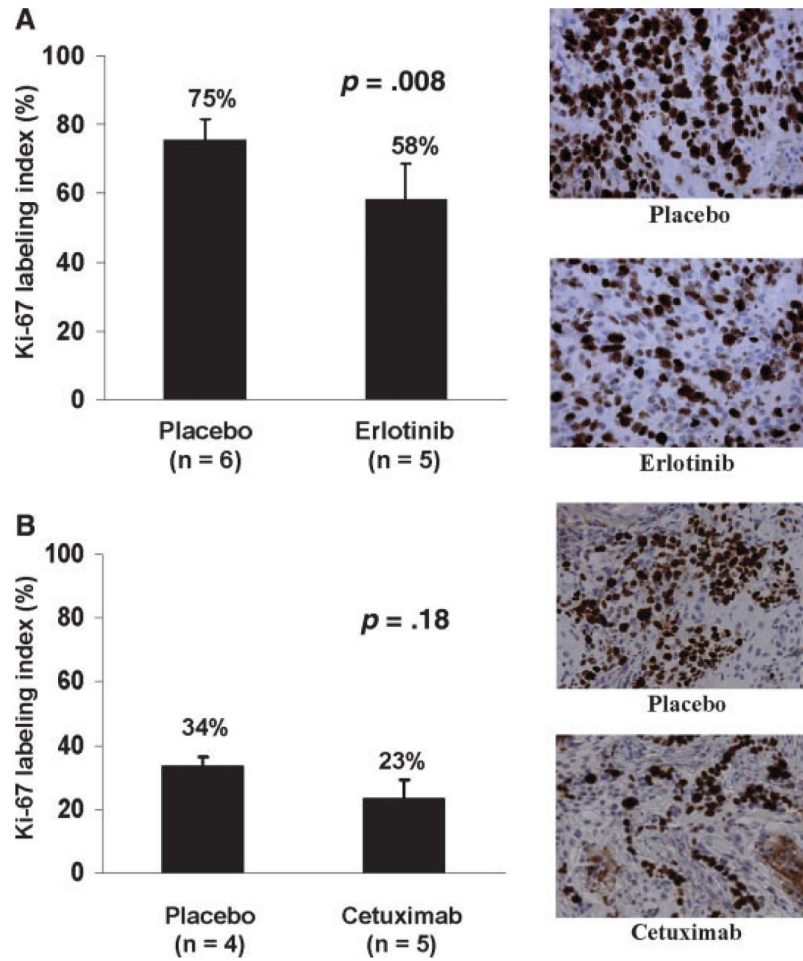 A
Ki-67 labeling index (%)
100
80
60
40
20
0
75%
p = .008
58%
Placebo
(n = 6)
Erlotinib
(n = 5)
Placebo
Erlotinib
B
Ki-67 labeling index (%)
100
80
60
40
20
0
34%
p = .18
23%
Placebo
(n = 4)
Cetuximab
(n = 5)
Placebo
Cetuximab